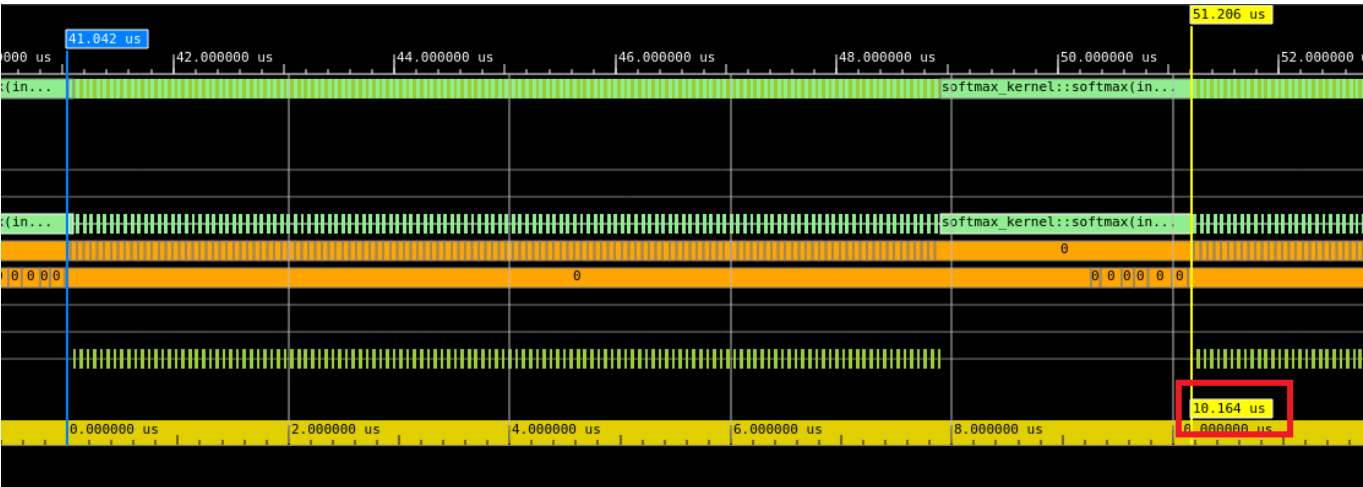 51.206 us
41.042 us
000 us 42.000000 us 44.000000 us 46.000000 us 48.000000 us 50.000000 us 52.000000
(in... softmax_kernel::softmax(in...
(in... softmax_kernel::softmax(in...
0
0 0 0 0 0 0 0 0 0 0 0
10.164 us
0.000000 us 2.000000 us 4.000000 us 6.000000 us 8.000000 us 0.000000 us